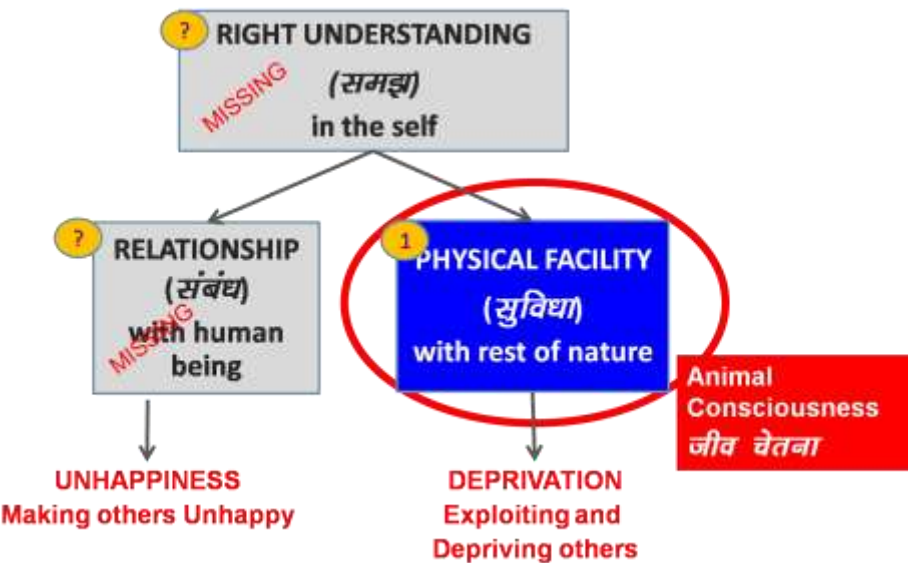 ?
RIGHT UNDERSTANDING
MISSING
(समझ)
in the self
?
RELATIONSHIP
(संबंध)
MISSING
with human
being
1
PHYSICAL FACILITY
(सुविधा)
with rest of nature
Animal
Consciousness
जीव चेतना
UNHAPPINESS
Making others Unhappy
DEPRIVATION
Exploiting and
Depriving others